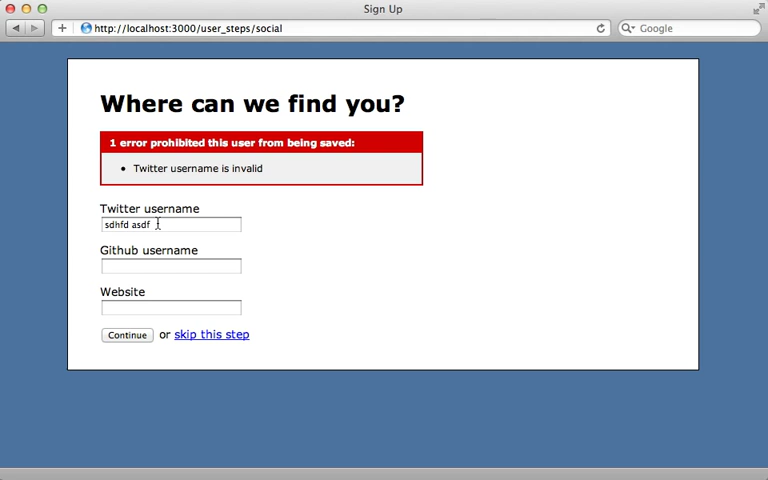 Sign Up
http://localhost:3000/user_steps/social
Google
Where can we find you?
1 error prohibited this user from being saved:
• Twitter username is invalid
Twitter username
sdhfd asdf
Github username
Website
Continue or skip this step